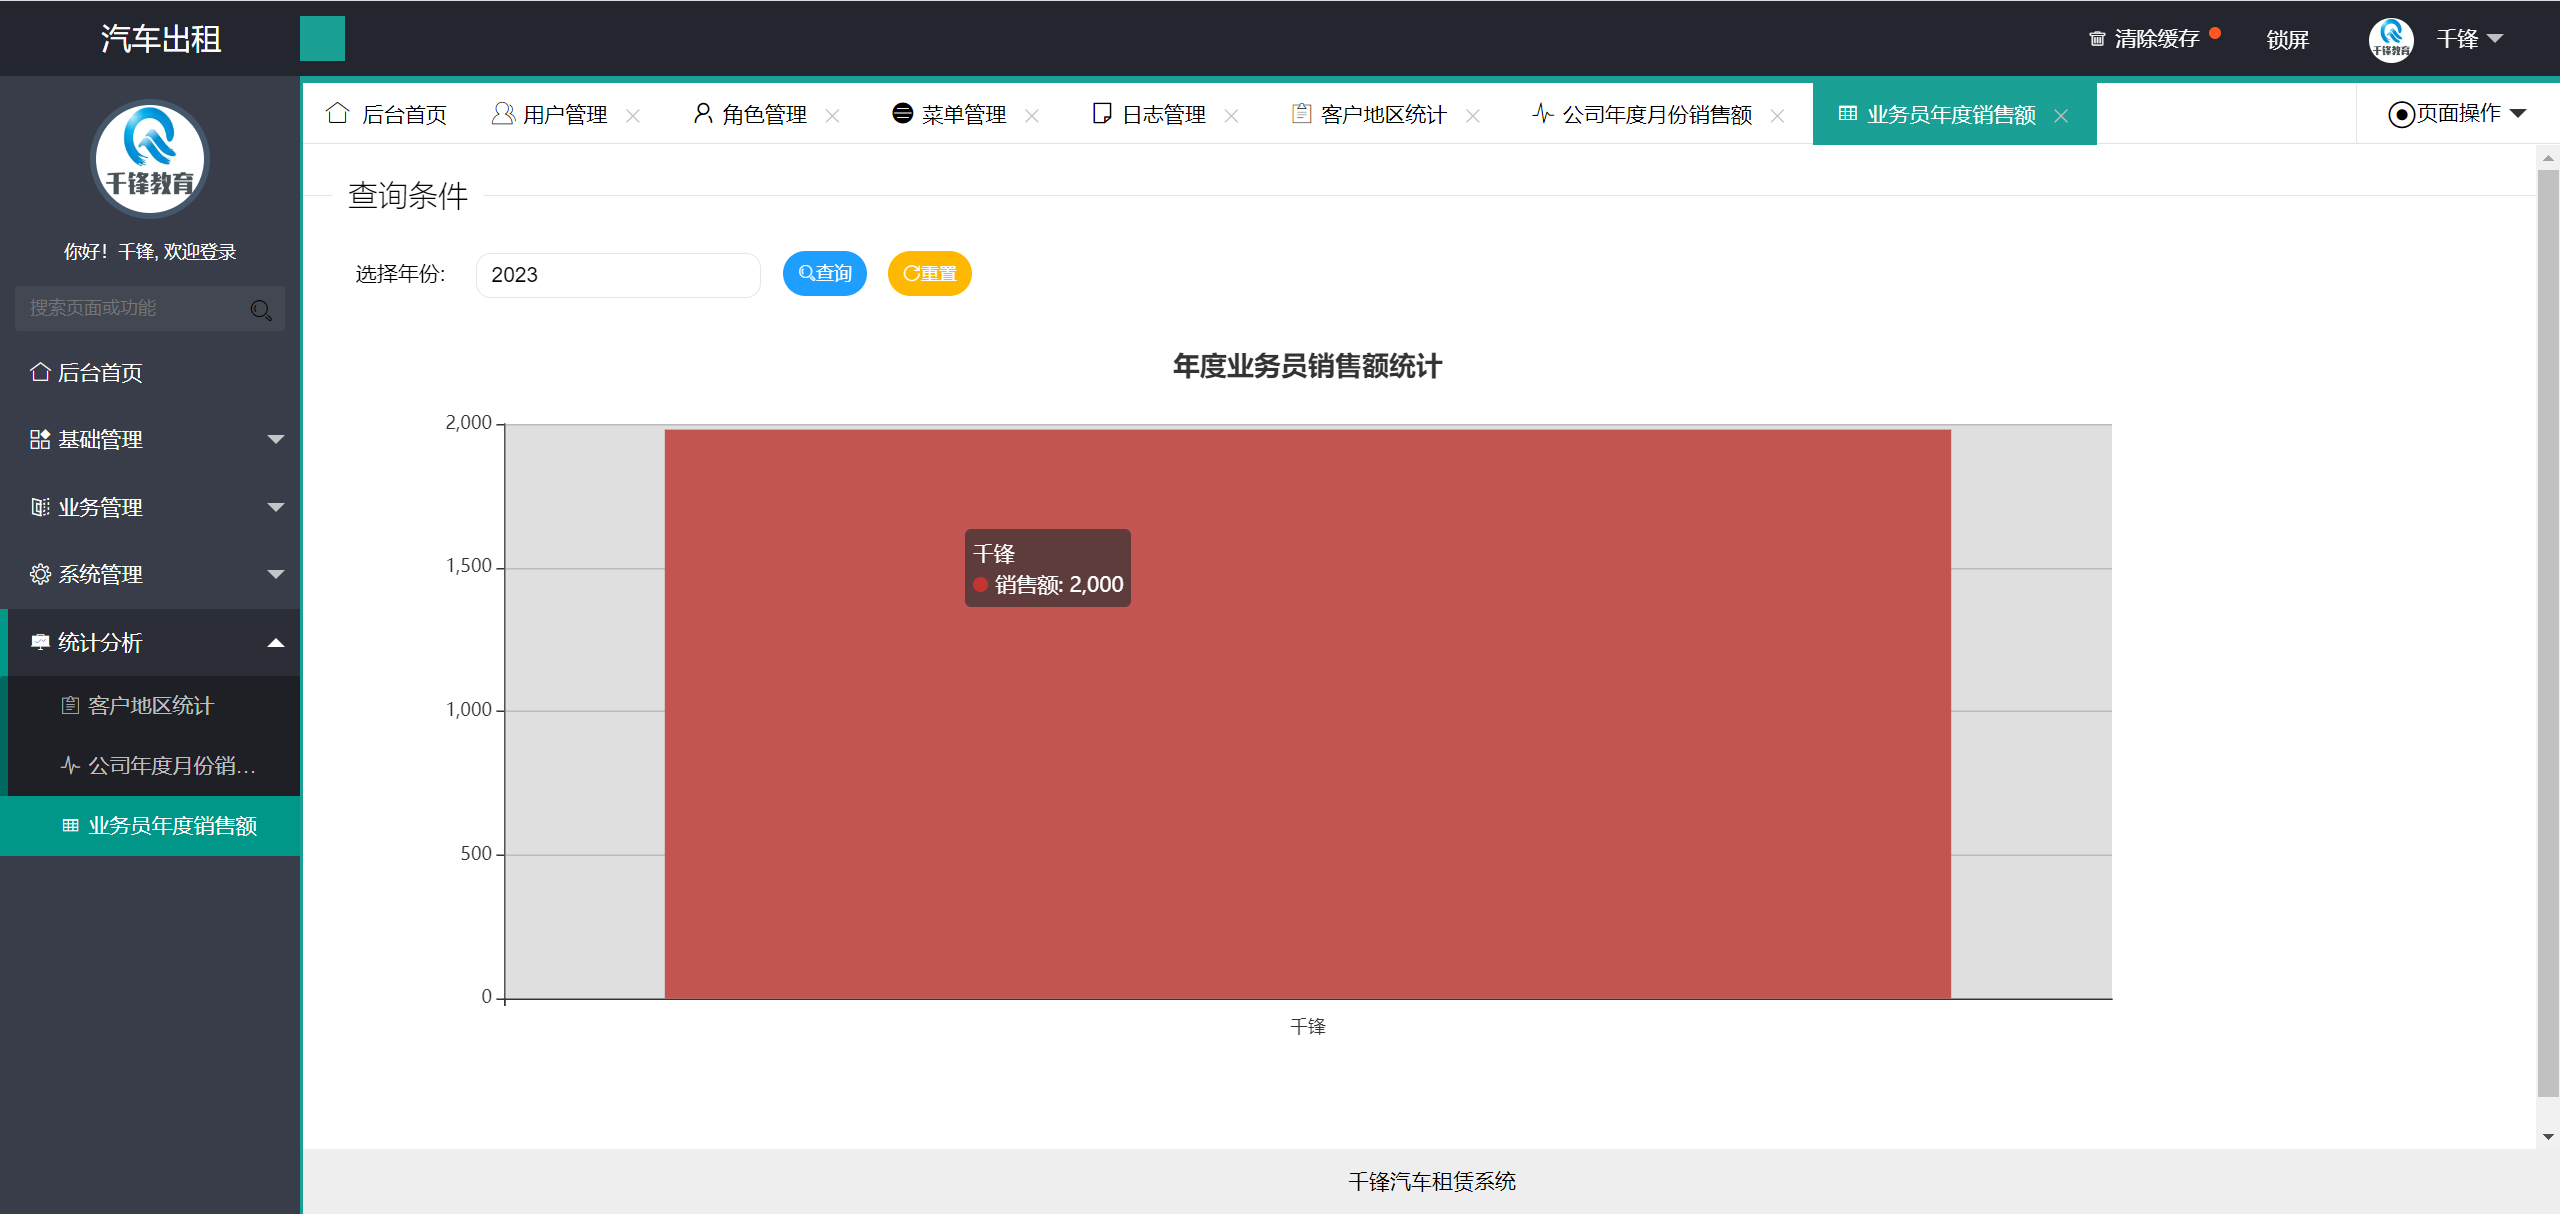 汽车出租
清除缓存
锁屏
千锋教育
千锋
千锋教育
你好！千锋, 欢迎登录
搜索页面或功能
后台首页
基础管理
业务管理
系统管理
统计分析
客户地区统计
公司年度月份销...
业务员年度销售额
后台首页
用户管理
角色管理
菜单管理
日志管理
客户地区统计
公司年度月份销售额
业务员年度销售额
页面操作
查询条件
选择年份:
2023
查询
重置
年度业务员销售额统计
2,000
1,500
1,000
500
0
千锋
销售额: 2,000
千锋
千锋汽车租赁系统